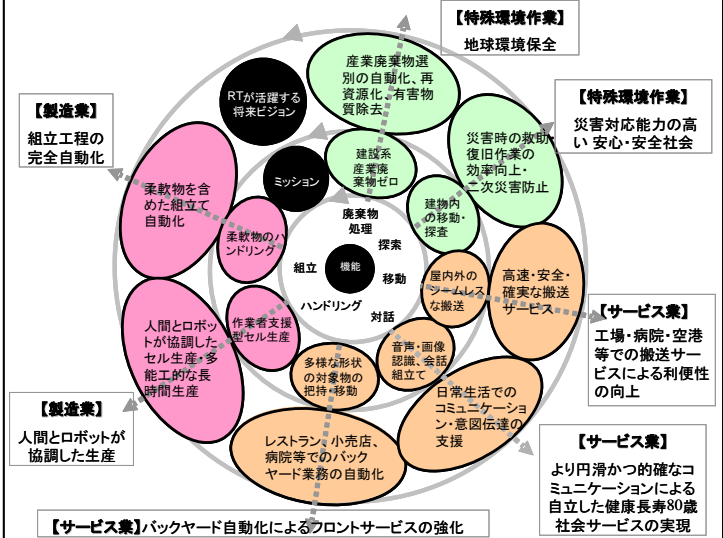 【特殊環境作業】
地球環境保全
産業廃棄物選
別の自動化、再
資源化、有害物
質除去
RTが活躍する
将来ビジョン
【特殊環境作業】
災害対応能力の高
い 安心・安全社会
【製造業】
組立工程の
完全自動化
災害時の救助・
復旧作業の
効率向上・
二次災害防止
建設系
産業廃
棄物ゼロ
ミッション
柔軟物を含
めた組立て
自動化
建物内
の移動・
探査
廃棄物
処理
柔軟物のハ
ンドリング
探索
組立
機能
移動
屋内外の
シームレス
な搬送
高速・安全・
確実な搬送
サービス
ハンドリング
対話
【サービス業】
工場・病院・空港
等での搬送サー
ビスによる利便性
の向上
人間とロボッ
トが協調した
セル生産・多
能工的な長
時間生産
作業者支援
型セル生産
音声・画像
認識、会話
組立て
多様な形状
の対象物の
把持・移動
日常生活での
コミュニケーショ
ン・意図伝達の
支援
【製造業】
人間とロボットが
協調した生産
レストラン、小売店、
病院等でのバック
ヤード業務の自動化
【サービス業】
より円滑かつ的確なコ
ミュニケーションによる
自立した健康長寿80歳
社会サービスの実現
【サービス業】バックヤード自動化によるフロントサービスの強化